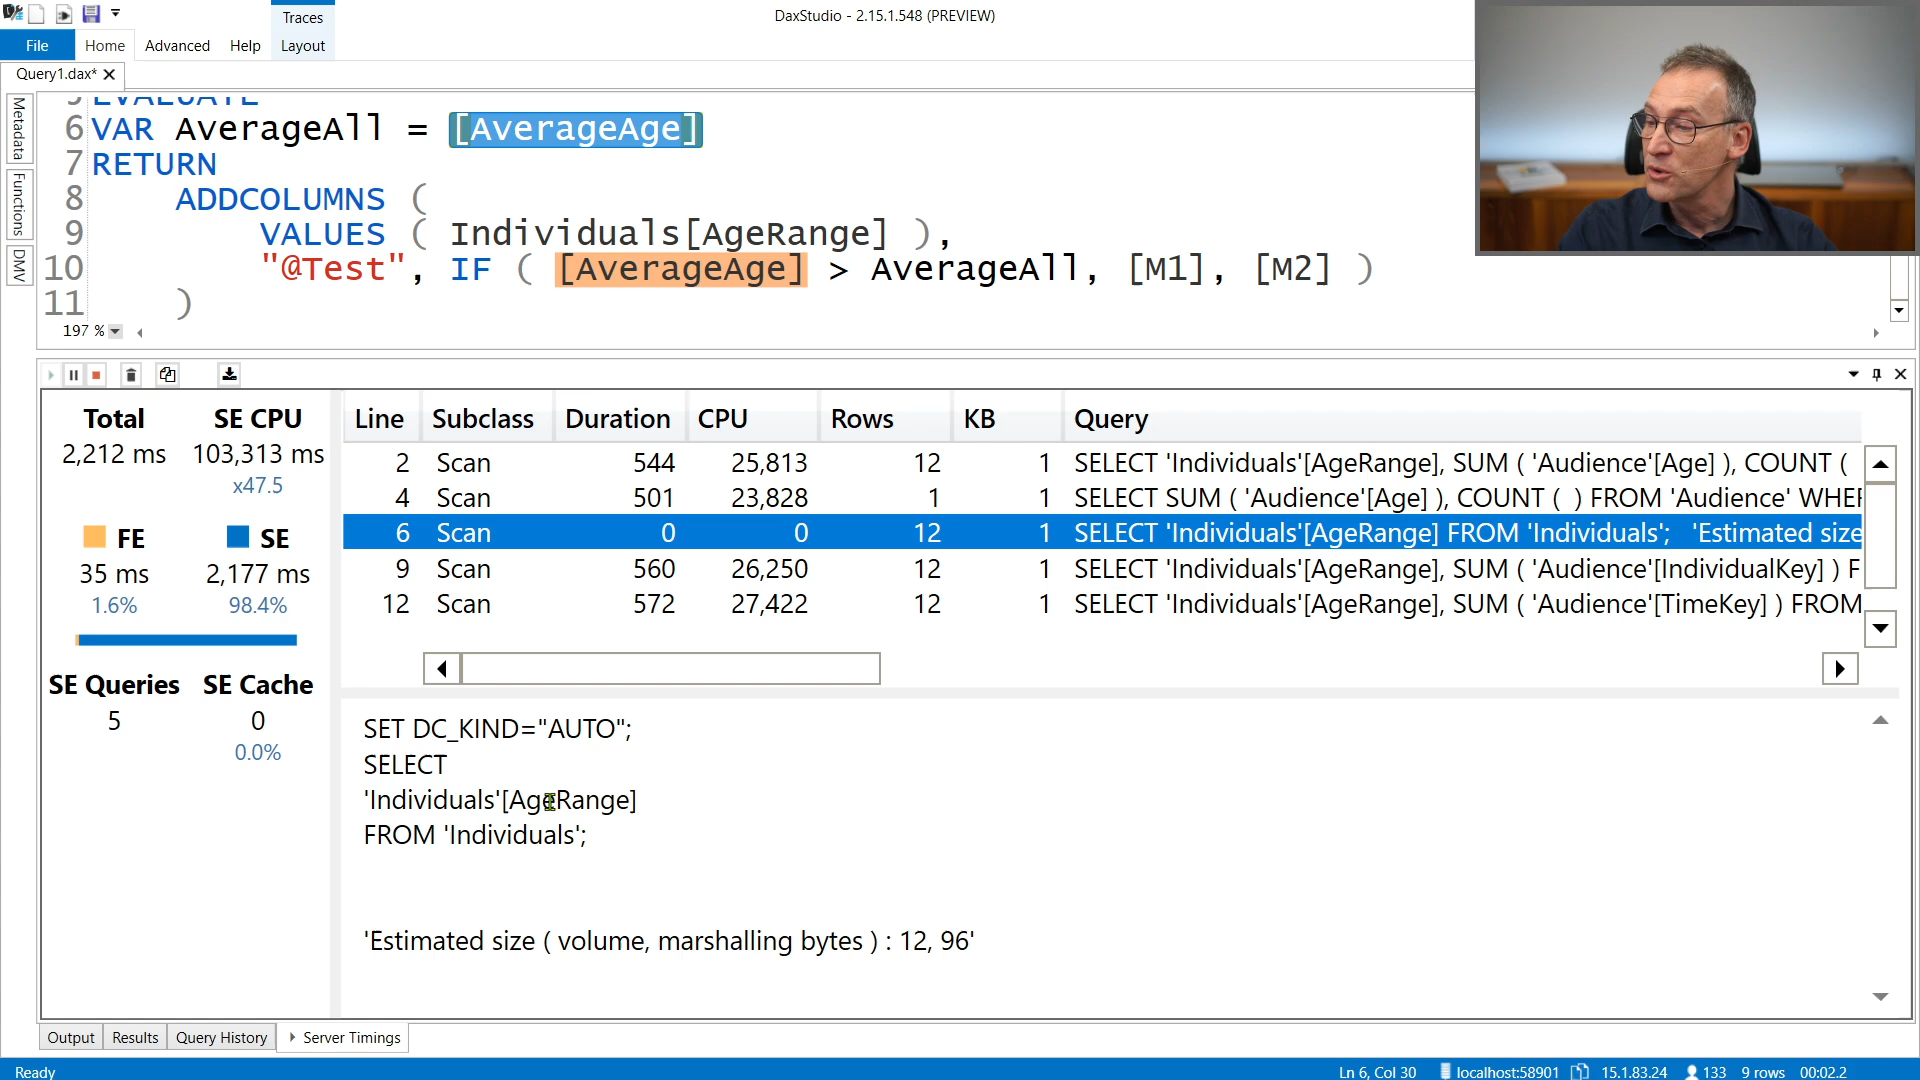 DaxStudio - 2.15.1.548 (PREVIEW)
Traces
File Home Advanced Help Layout
Query1.dax*
Metadata
Functions
DMV
5 EVALUATE
6 VAR AverageAll = [AverageAge]
7 RETURN
8 ADDCOLUMNS (
9 VALUES ( Individuals[AgeRange] ),
10 "@Test", IF ( [AverageAge] > AverageAll, [M1], [M2] )
11 )
197 %
Total SE CPU
2,212 ms 103,313 ms
x47.5
FE SE
35 ms 2,177 ms
1.6% 98.4%
SE Queries SE Cache
5 0
0.0%
Line Subclass Duration CPU Rows KB Query
2 Scan 544 25,813 12 1 SELECT 'Individuals'[AgeRange], SUM ( 'Audience'[Age] ), COUNT (
4 Scan 501 23,828 1 1 SELECT SUM ( 'Audience'[Age] ), COUNT ( ) FROM 'Audience' WHER
6 Scan 0 0 12 1 SELECT 'Individuals'[AgeRange] FROM 'Individuals'; 'Estimated size
9 Scan 560 26,250 12 1 SELECT 'Individuals'[AgeRange], SUM ( 'Audience'[IndividualKey] ) F
12 Scan 572 27,422 12 1 SELECT 'Individuals'[AgeRange], SUM ( 'Audience'[TimeKey] ) FROM
SET DC_KIND="AUTO";
SELECT
'Individuals'[AgeRange]
FROM 'Individuals';
'Estimated size ( volume, marshalling bytes ) : 12, 96'
Output Results Query History Server Timings
Ready Ln 6, Col 30 localhost:58901 15.1.83.24 133 9 rows 00:02.2